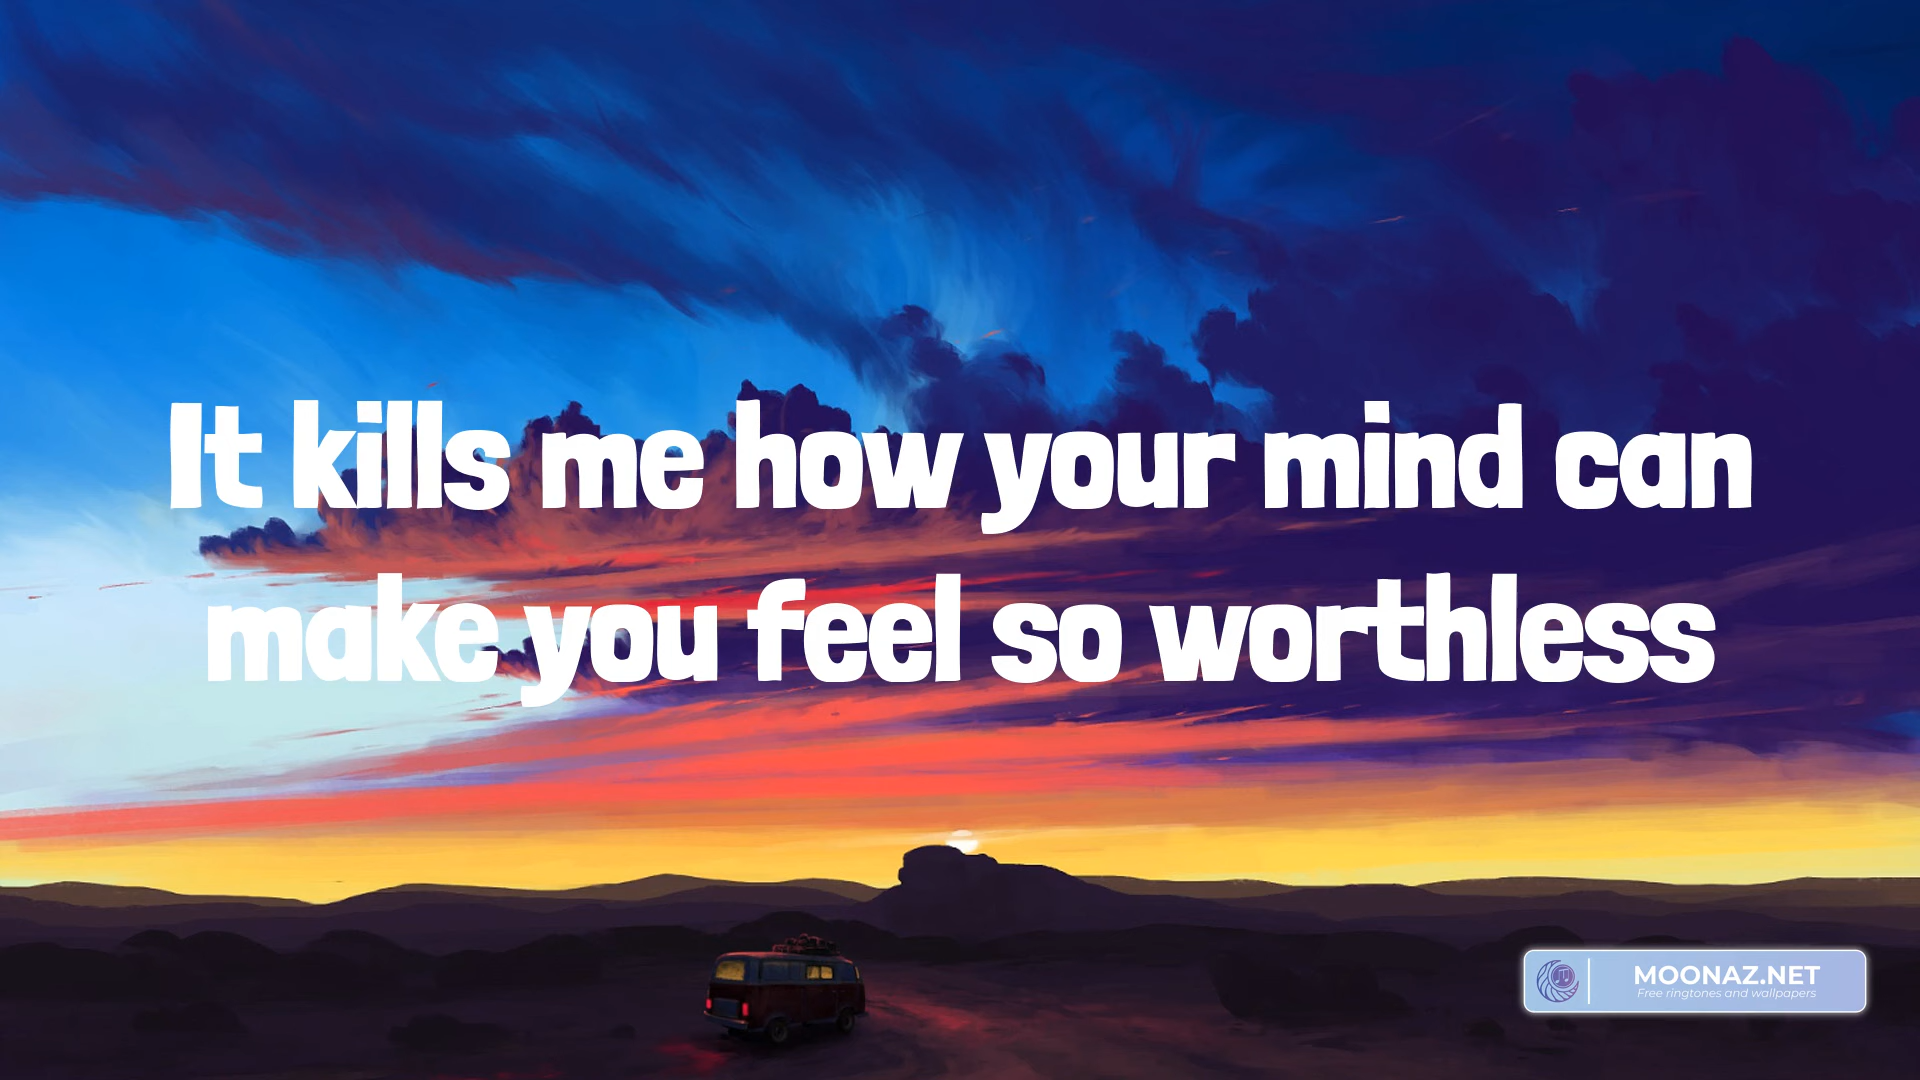 It kills me how your mind can
make you feel so worthless
MOONAZ.NET
Free ringtones and wallpapers